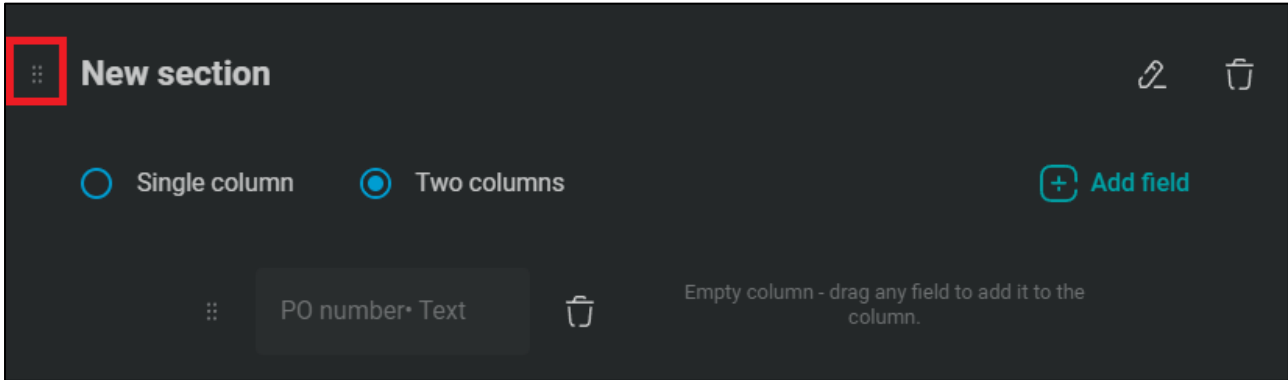 New section
Single column
Two columns
Add field
PO number• Text
Empty column - drag any field to add it to the
column.